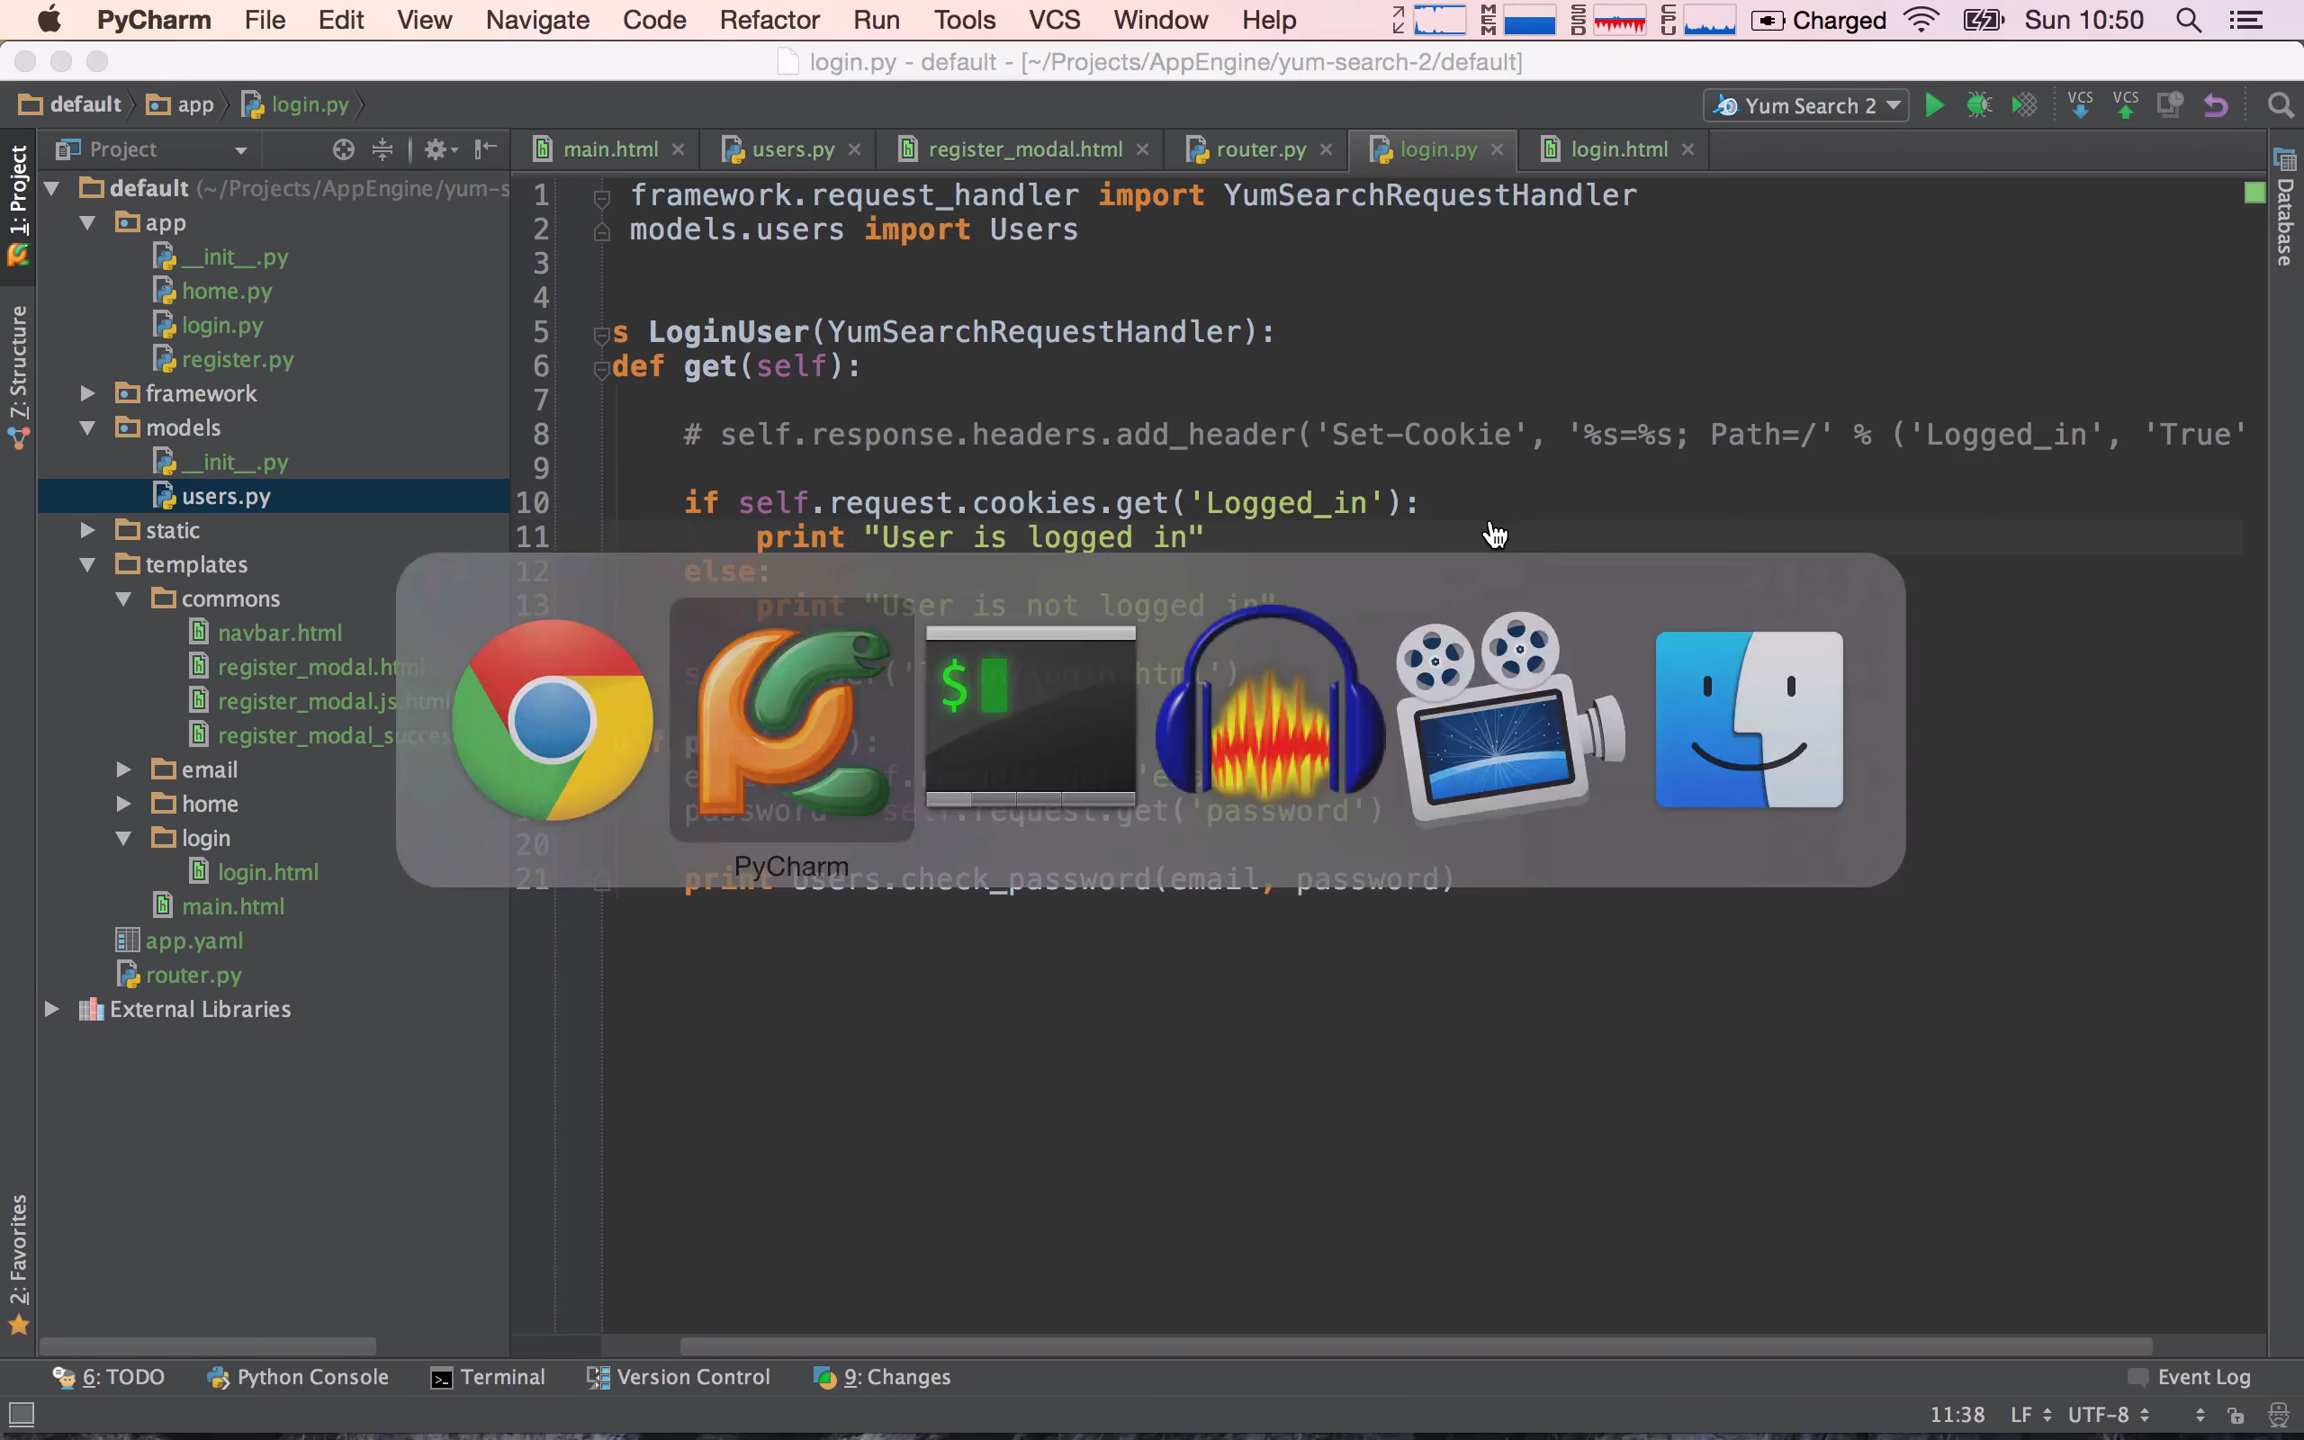 PyCharm File Edit View Navigate Code Refactor Run Tools VCS Window Help MEM SSD CPU Charged Sun 10:50
login.py - default - [~/Projects/AppEngine/yum-search-2/default]
default app login.py Yum Search 2 VCS VCS
Project main.html users.py register_modal.html router.py login.py login.html
1: Project
7: Structure
2: Favorites
Database
default (~/Projects/AppEngine/yum-s
app
__init__.py
home.py
login.py
register.py
framework
models
__init__.py
users.py
static
templates
commons
navbar.html
register_modal.html
register_modal.js.html
register_modal_succes
email
home
login
login.html
main.html
app.yaml
router.py
External Libraries
1 framework.request_handler import YumSearchRequestHandler
2 models.users import Users
3
4
5 s LoginUser(YumSearchRequestHandler):
6 def get(self):
7
8 # self.response.headers.add_header('Set-Cookie', '%s=%s; Path=/' % ('Logged_in', 'True'
9
10 if self.request.cookies.get('Logged_in'):
11 print "User is logged in"
12 else:
13 print "User is not logged in"
password self.request.get('password')
20
21 print Users.check_password(email, password)
$
PyCharm
6: TODO Python Console Terminal Version Control 9: Changes Event Log
11:38 LF UTF-8